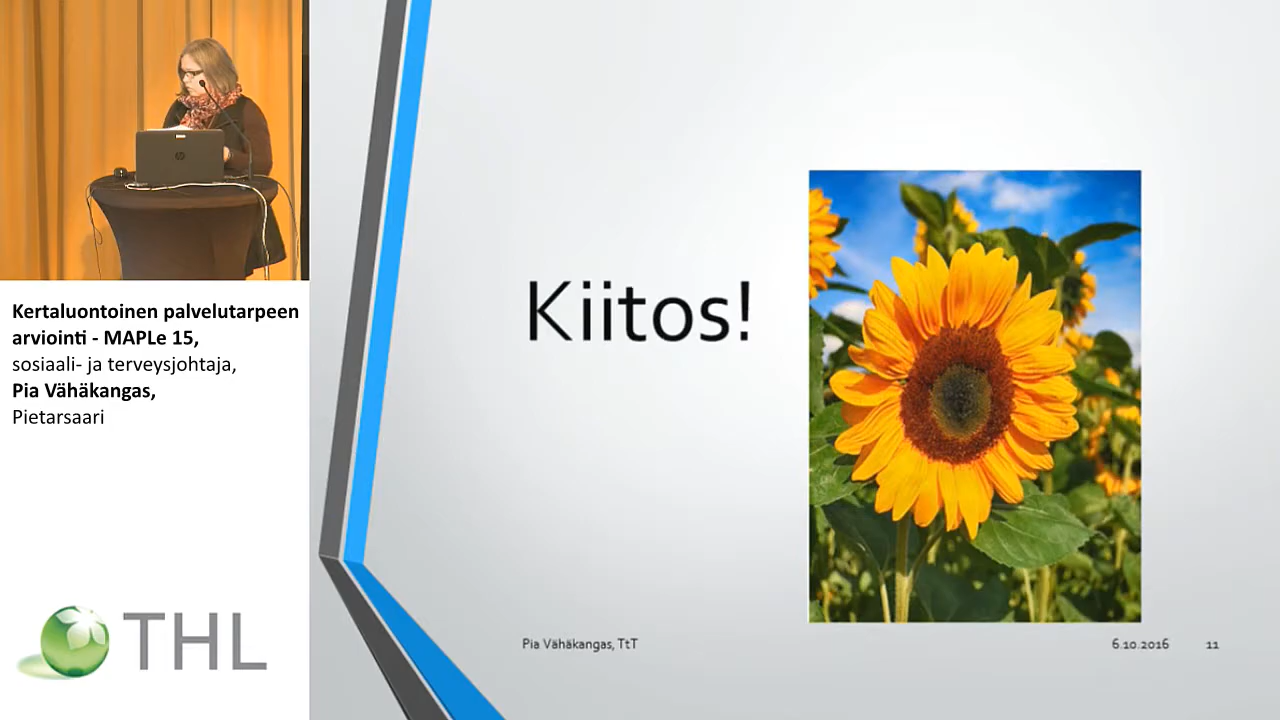 Kertaluontoinen palvelutarpeen
arviointi - MAPLe 15,
sosiaali- ja terveysjohtaja,
Pia Vähäkangas,
Pietarsaari
THL
Kiitos!
Pia Vähäkangas, TtT
6.10.2016
11
hp